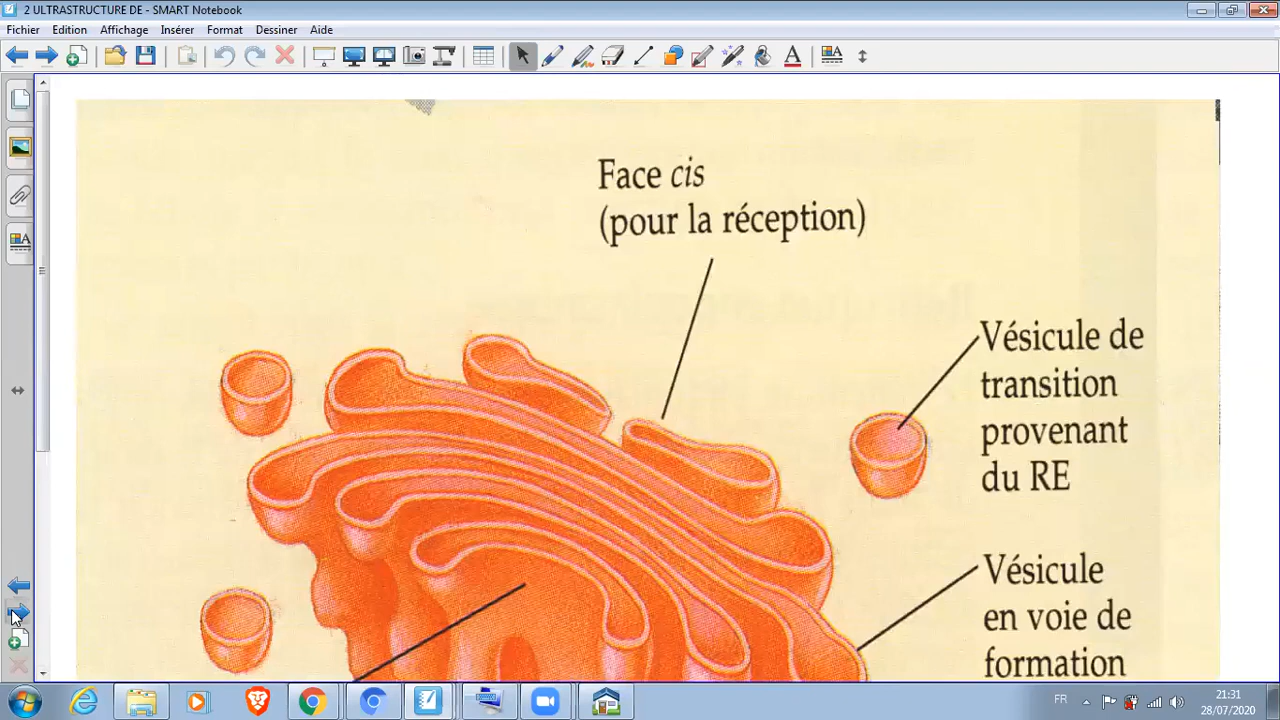 2 ULTRASTRUCTURE DE - SMART Notebook
Fichier Edition Affichage Insérer Format Dessiner Aide
Face cis
(pour la réception)
Vésicule de
transition
provenant
du RE
Vésicule
en voie de
formation
FR
21:31
28/07/2020